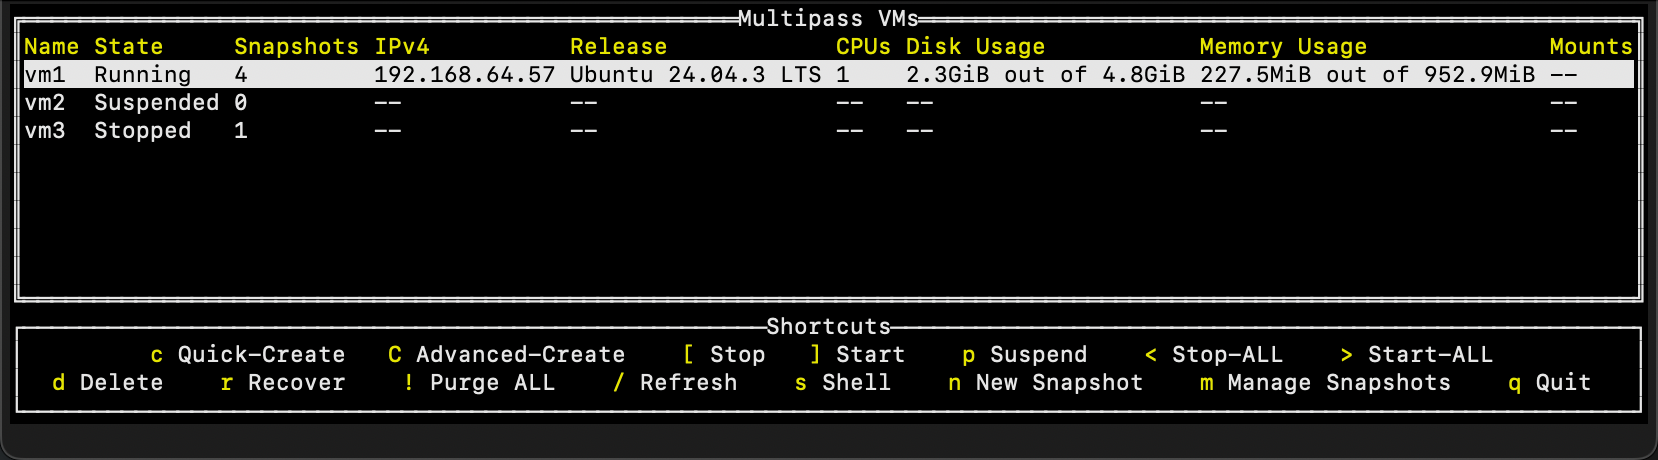 Multipass VMs
Name State Snapshots IPv4 Release CPUs Disk Usage Memory Usage Mounts
vm1 Running 4 192.168.64.57 Ubuntu 24.04.3 LTS 1 2.3GiB out of 4.8GiB 227.5MiB out of 952.9MiB --
vm2 Suspended 0 -- -- -- -- -- --
vm3 Stopped 1 -- -- -- -- -- --
Shortcuts
c Quick-Create C Advanced-Create [ Stop ] Start p Suspend < Stop-ALL > Start-ALL
d Delete r Recover ! Purge ALL / Refresh s Shell n New Snapshot m Manage Snapshots q Quit